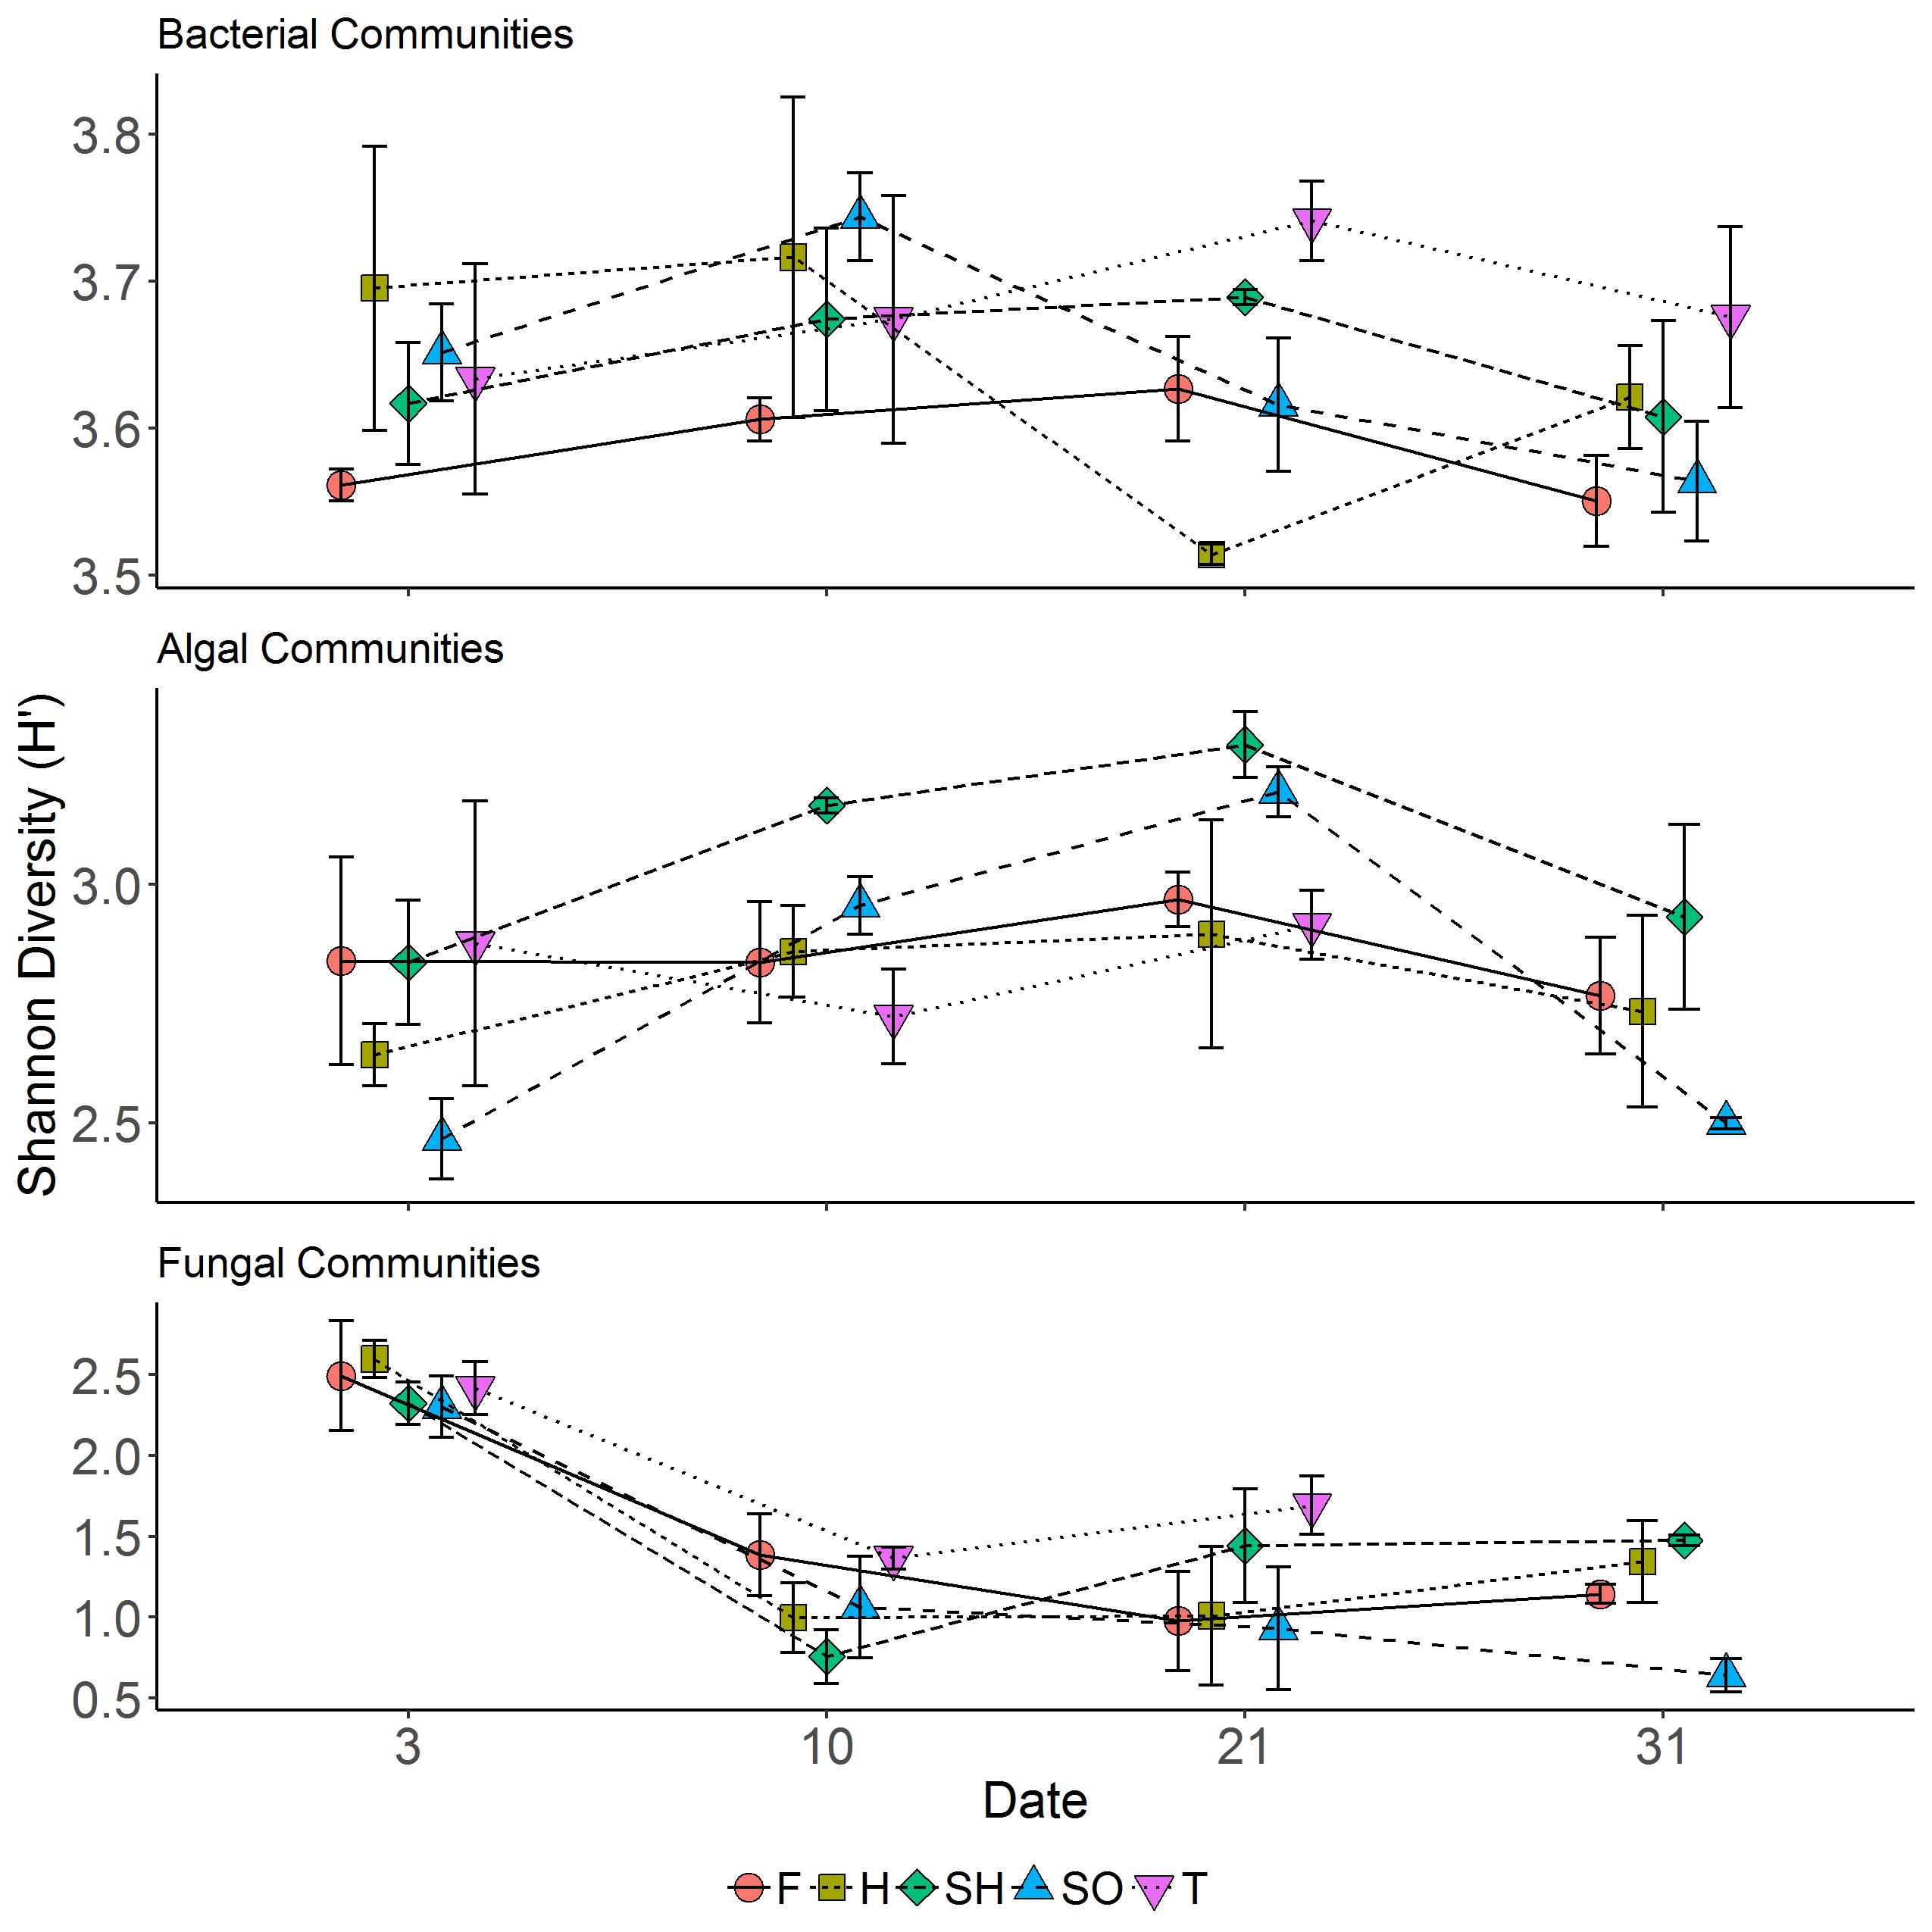 Bacterial Communities
3.8
3.7
3.6
3.5
Algal Communities
Shannon Diversity (H')
3.0
2.5
Fungal Communities
2.5
2.0
1.5
1.0
0.5
3 10 21 31
Date
F H SH SO T